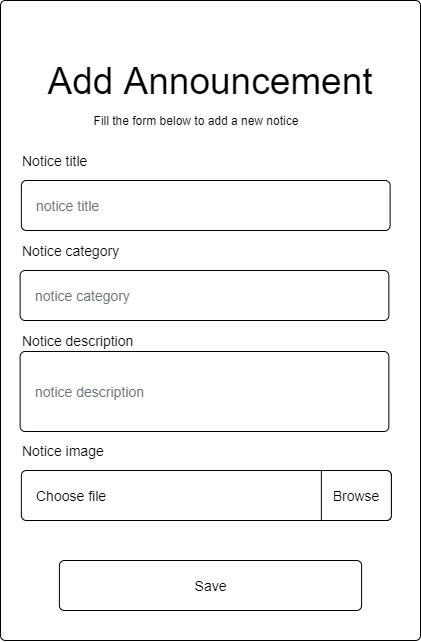 Add Announcement
Fill the form below to add a new notice
Notice title
notice title
Notice category
notice category
Notice description
notice description
Notice image
Choose file Browse
Save